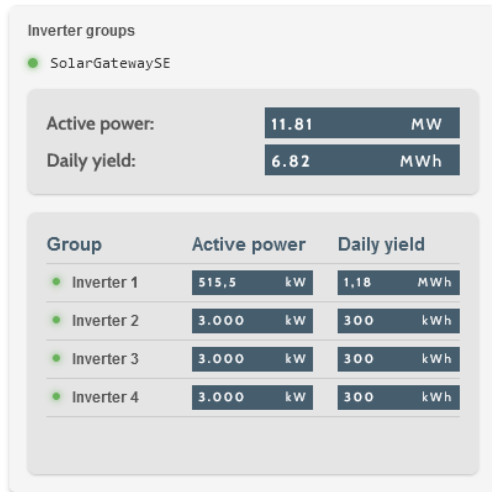 Inverter groups
SolarGatewaySE
Active power: 11.81 MW
Daily yield: 6.82 MWh
Group Active power Daily yield
Inverter 1 515,5 kW 1,18 MWh
Inverter 2 3.000 kW 300 kWh
Inverter 3 3.000 kW 300 kWh
Inverter 4 3.000 kW 300 kWh